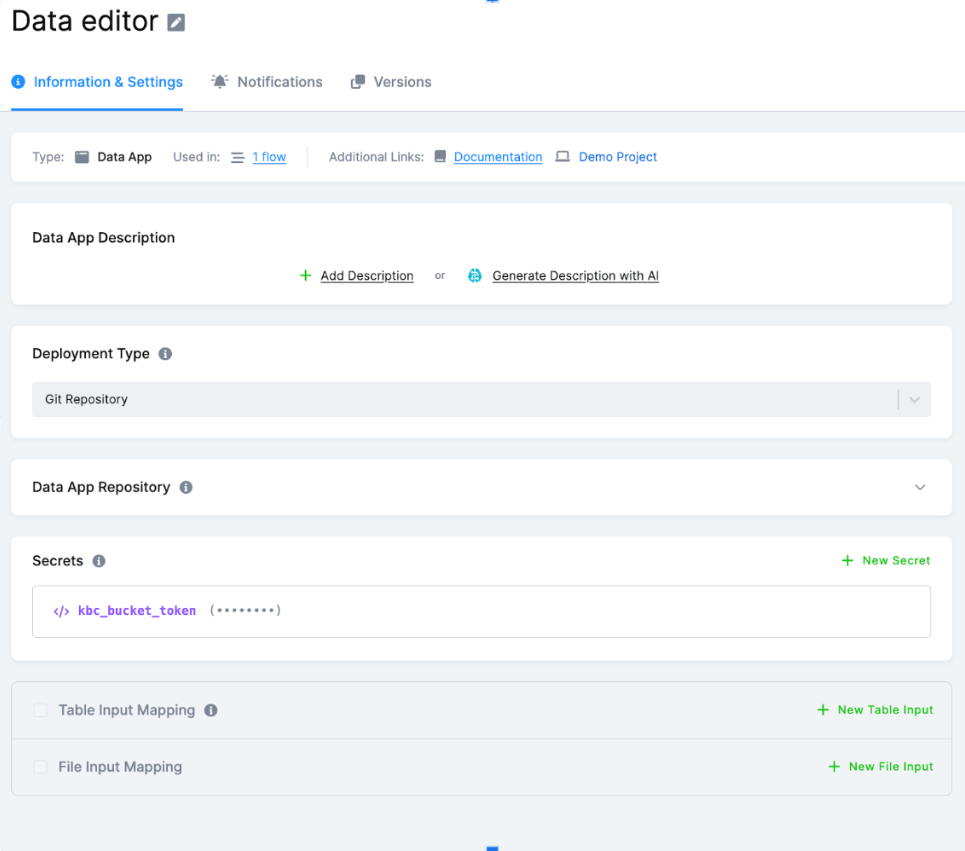 Data editor
Information & Settings Notifications Versions
Type: Data App Used in: 1 flow Additional Links: Documentation Demo Project
Data App Description
+ Add Description or Generate Description with AI
Deployment Type
Git Repository
Data App Repository
Secrets + New Secret
</> kbc_bucket_token (••••••••)
Table Input Mapping + New Table Input
File Input Mapping + New File Input